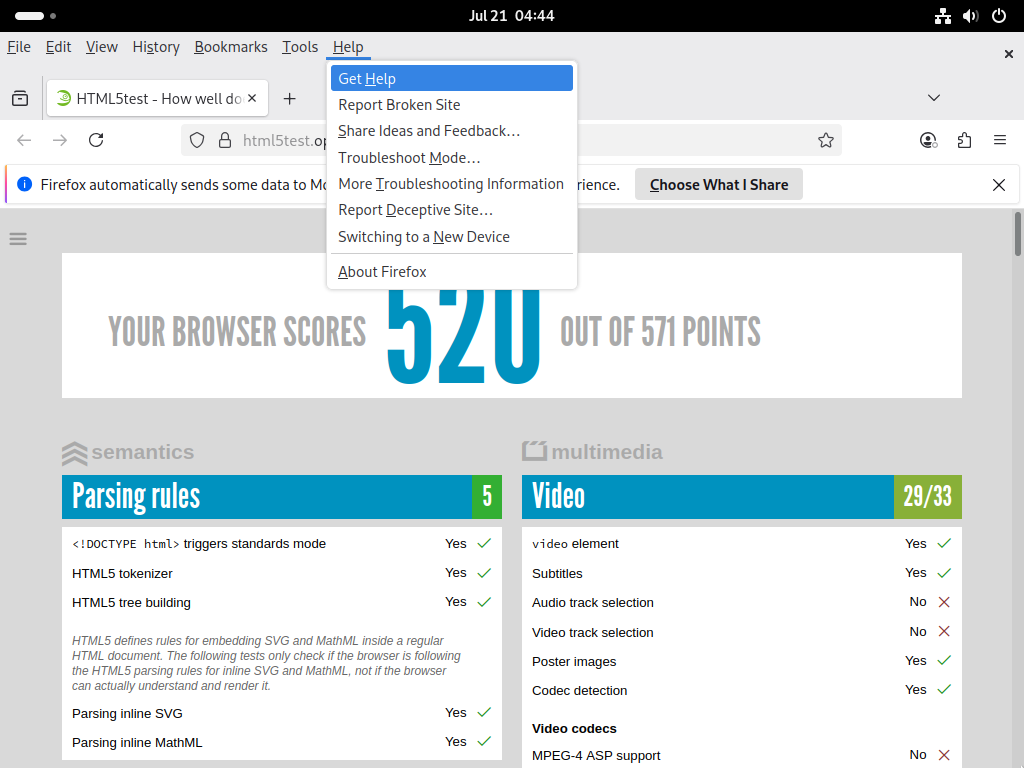 Jul 21 04:44
File Edit View History Bookmarks Tools Help
HTML5test - How well do
html5test.op
Get Help
Report Broken Site
Share Ideas and Feedback…
Troubleshoot Mode…
More Troubleshooting Information
Report Deceptive Site…
Switching to a New Device
About Firefox
Firefox automatically sends some data to Mo rience. Choose What I Share
YOUR BROWSER SCORES 520 OUT OF 571 POINTS
semantics
Parsing rules 5
<!DOCTYPE html> triggers standards mode Yes
HTML5 tokenizer Yes
HTML5 tree building Yes
HTML5 defines rules for embedding SVG and MathML inside a regular
HTML document. The following tests only check if the browser is following
the HTML5 parsing rules for inline SVG and MathML, not if the browser
can actually understand and render it.
Parsing inline SVG Yes
Parsing inline MathML Yes
multimedia
Video 29/33
video element Yes
Subtitles Yes
Audio track selection No
Video track selection No
Poster images Yes
Codec detection Yes
Video codecs
MPEG-4 ASP support No